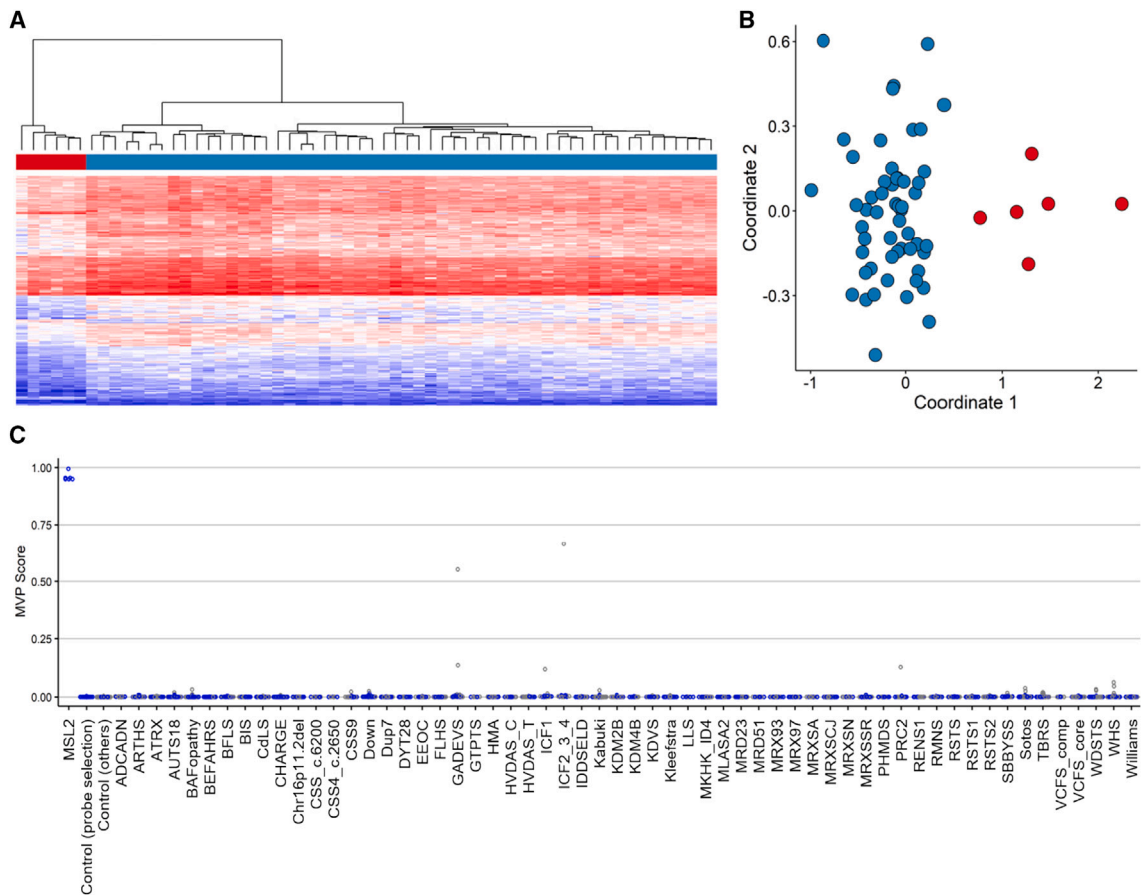 A
B
0.6
0.3
0.0
-0.3
Coordinate 2
-1
0
1
2
Coordinate 1
C
1.00
0.75
0.50
0.25
0.00
MVP Score
MSL2
Control (probe selection)
Control (others)
ADCADN
ARTHS
ATRX
AUTS18
BAFopathy
BEFAHRS
BFLS
BIS
CdLS
CHARGE
Chr16p11.2del
CSS_c.6200
CSS4_c.2650
CSS9
Down
Dup7
DYT28
EEOC
FLHS
GADEVS
GTPTS
HMA
HVDAS_C
HVDAS_T
ICF1
ICF2_3_4
IDDSELD
Kabuki
KDM2B
KDM4B
KDVS
Kleefstra
LLS
MKHK_ID4
MLASA2
MRD23
MRD51
MRX93
MRX97
MRXSA
MRXSCJ
MRXSN
MRXSSR
PHMDS
PRC2
RENS1
RMNS
RSTS
RSTS1
RSTS2
SBBYSS
Sotos
TBRS
VCFS_comp
VCFS_core
WDSTS
WHS
Williams